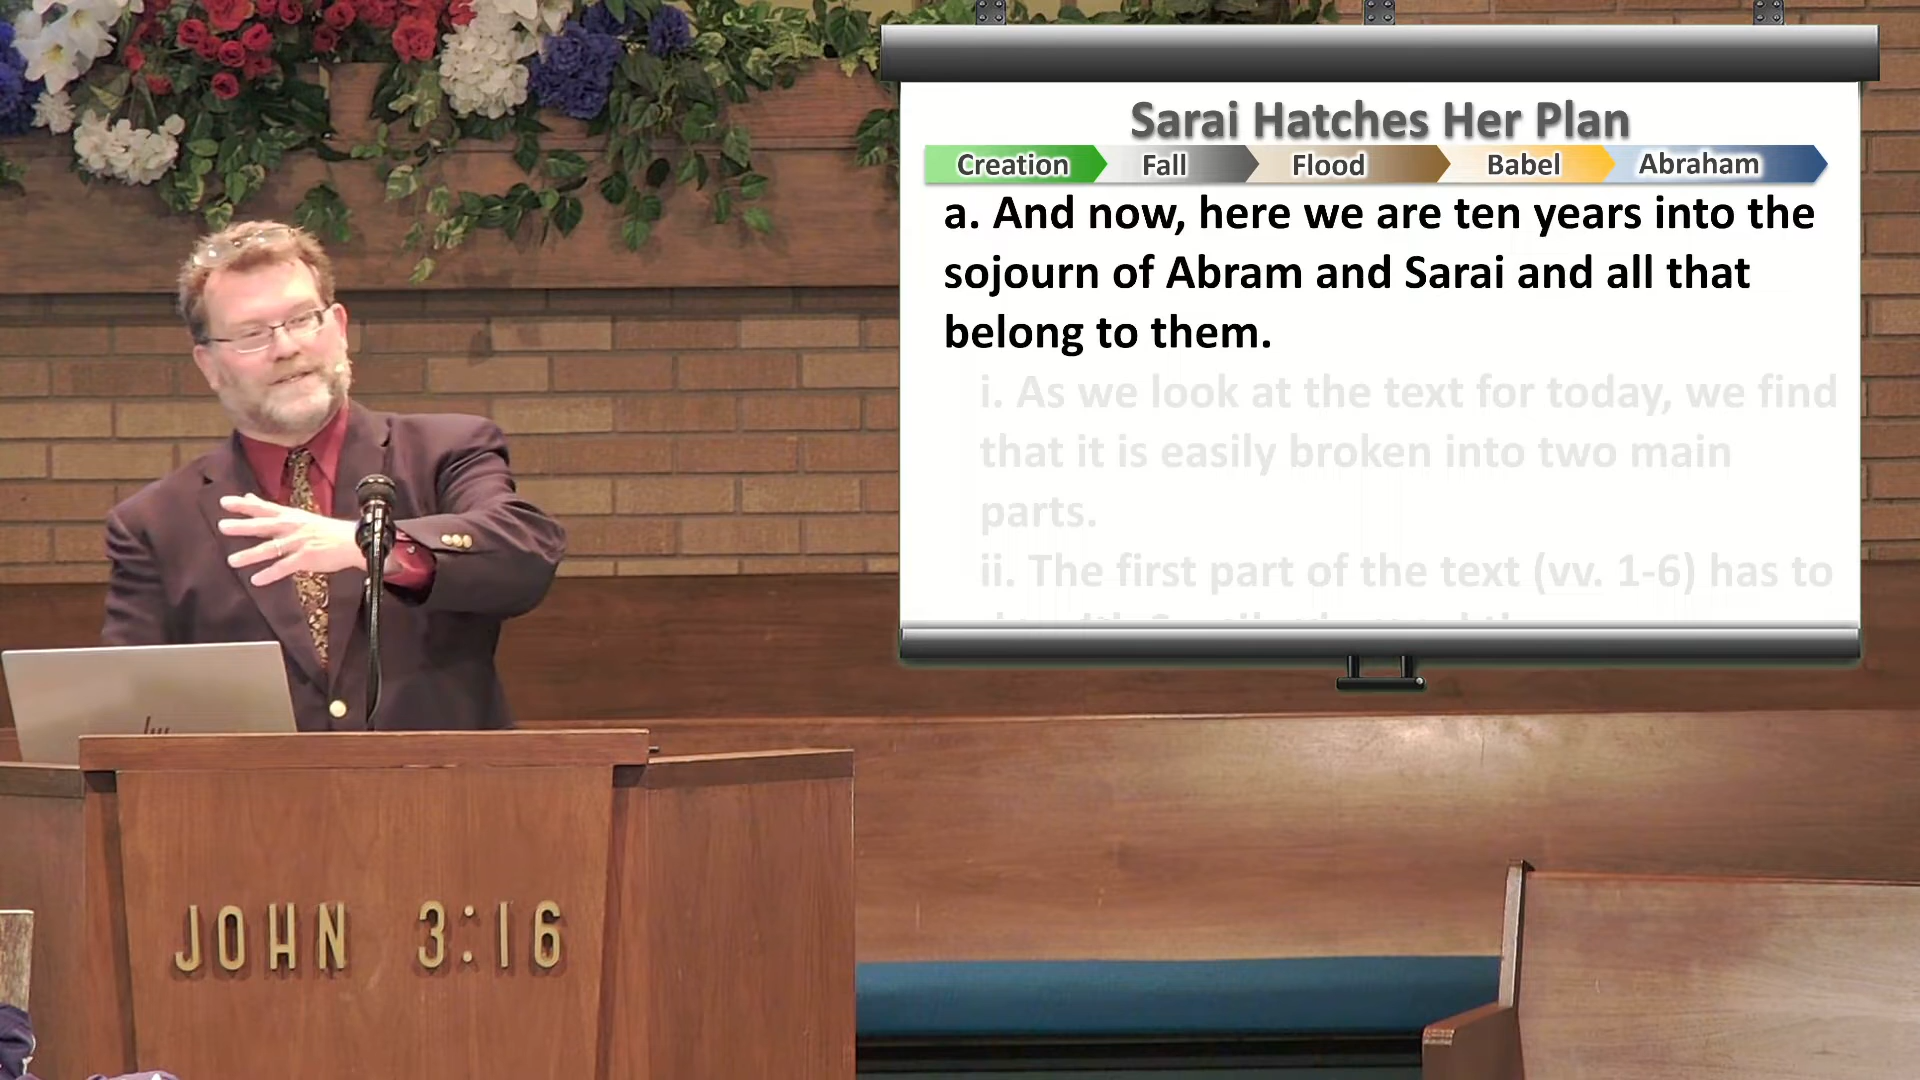 Sarai Hatches Her Plan
Creation Fall Flood Babel Abraham
a. And now, here we are ten years into the
sojourn of Abram and Sarai and all that
belong to them.
i. As we look at the text for today, we find
that it is easily broken into two main
parts.
ii. The first part of the text (vv. 1-6) has to
JOHN 3:16